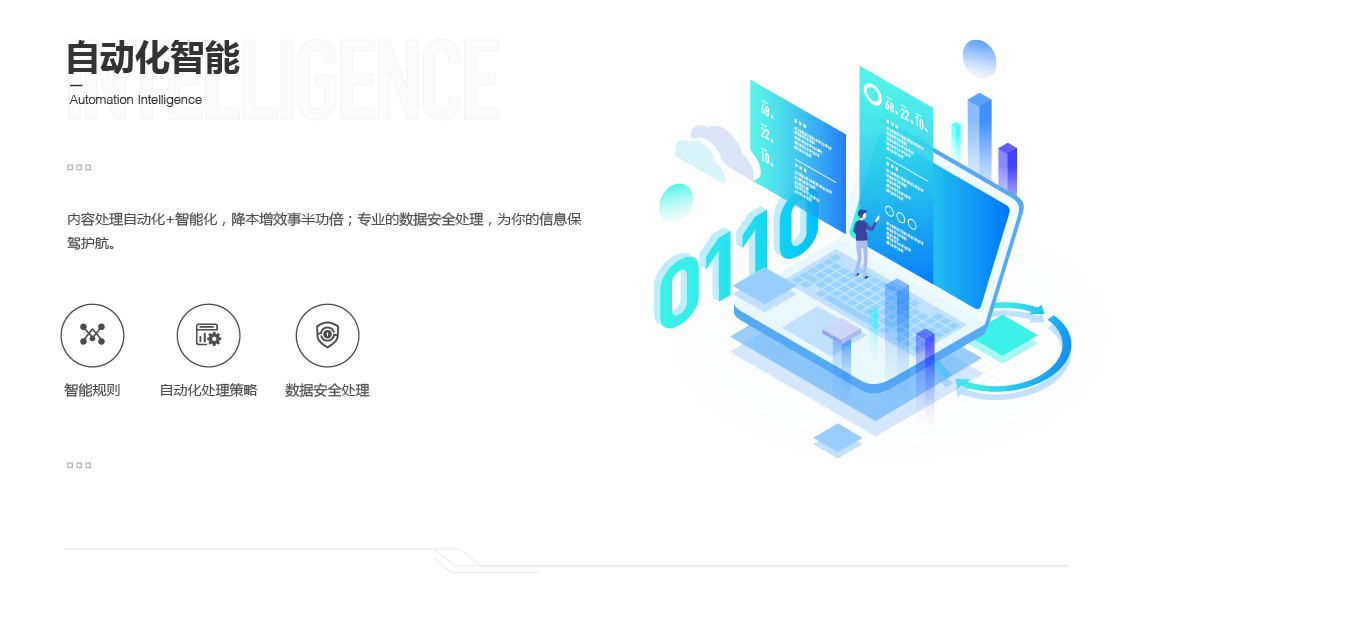 自动化智能
INTELLIGENCE
Automation Intelligence
内容处理自动化+智能化，降本增效事半功倍；专业的数据安全处理，为你的信息保
驾护航。
智能规则
自动化处理策略
数据安全处理
68%
22%
10%
68% 22% 10%
0110